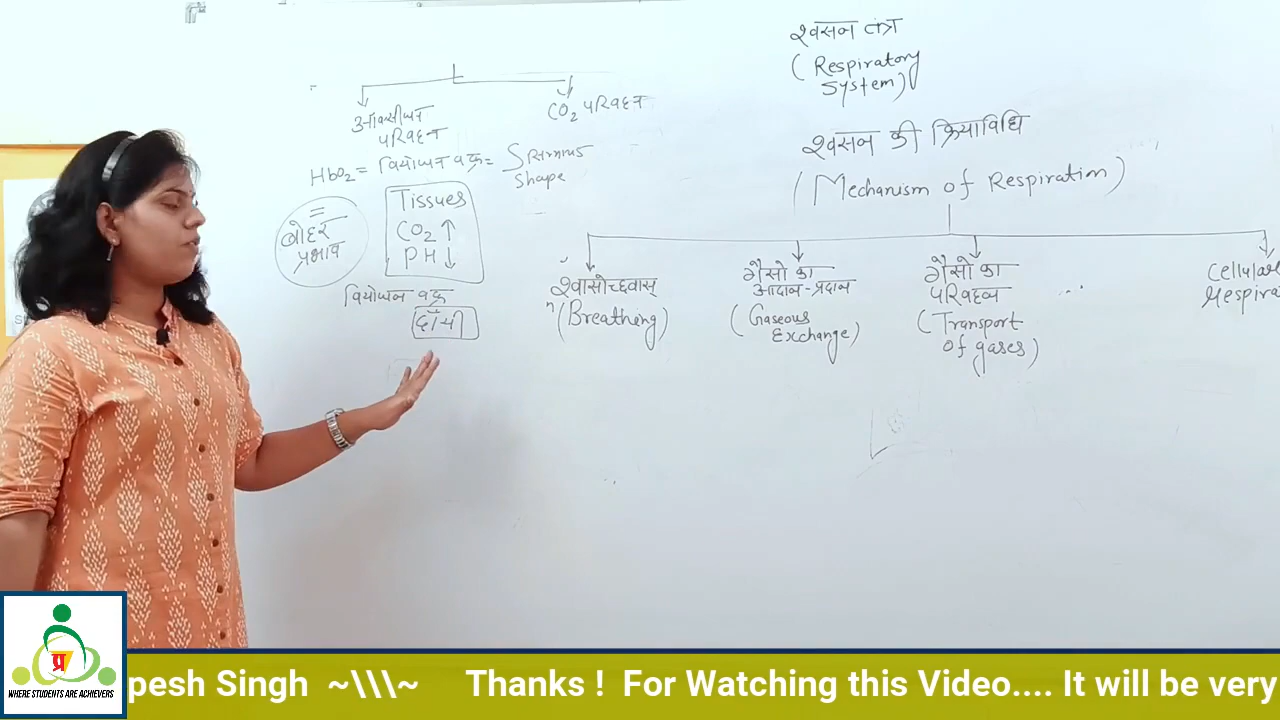 श्वसन तंत्र
(Respiratory
System)
श्वसन की क्रियाविधि
(Mechanism of Respiration)
श्वासोच्छवास्
(Breathing)
गैसो का
आदान-प्रदान
(Gaseous
Exchange)
गैसो का
परिवहन
(Transport
of gases)
Cellular
respira
ऑक्सीजन
परिवहन
CO₂ परिवहन
HbO₂ = वियोजन वक्र = Sigmoid
Shape
=
बोहर
प्रभाव
Tissues
CO₂ ↑
PH ↓
वियोजन वक्र
दाँयी
WHERE STUDENTS ARE ACHIEVERS
प्र
pesh Singh ~\\\~ Thanks ! For Watching this Video.... It will be very